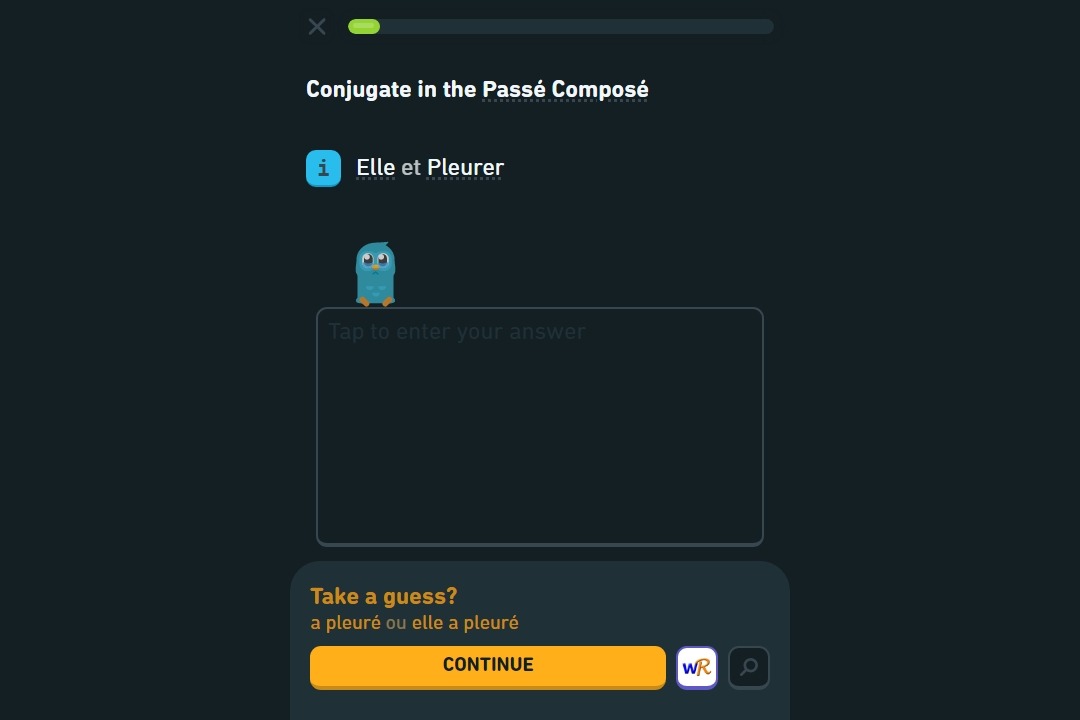 Conjugate in the Passé Composé
i Elle et Pleurer
Tap to enter your answer
Take a guess?
a pleuré ou elle a pleuré
CONTINUE
WR